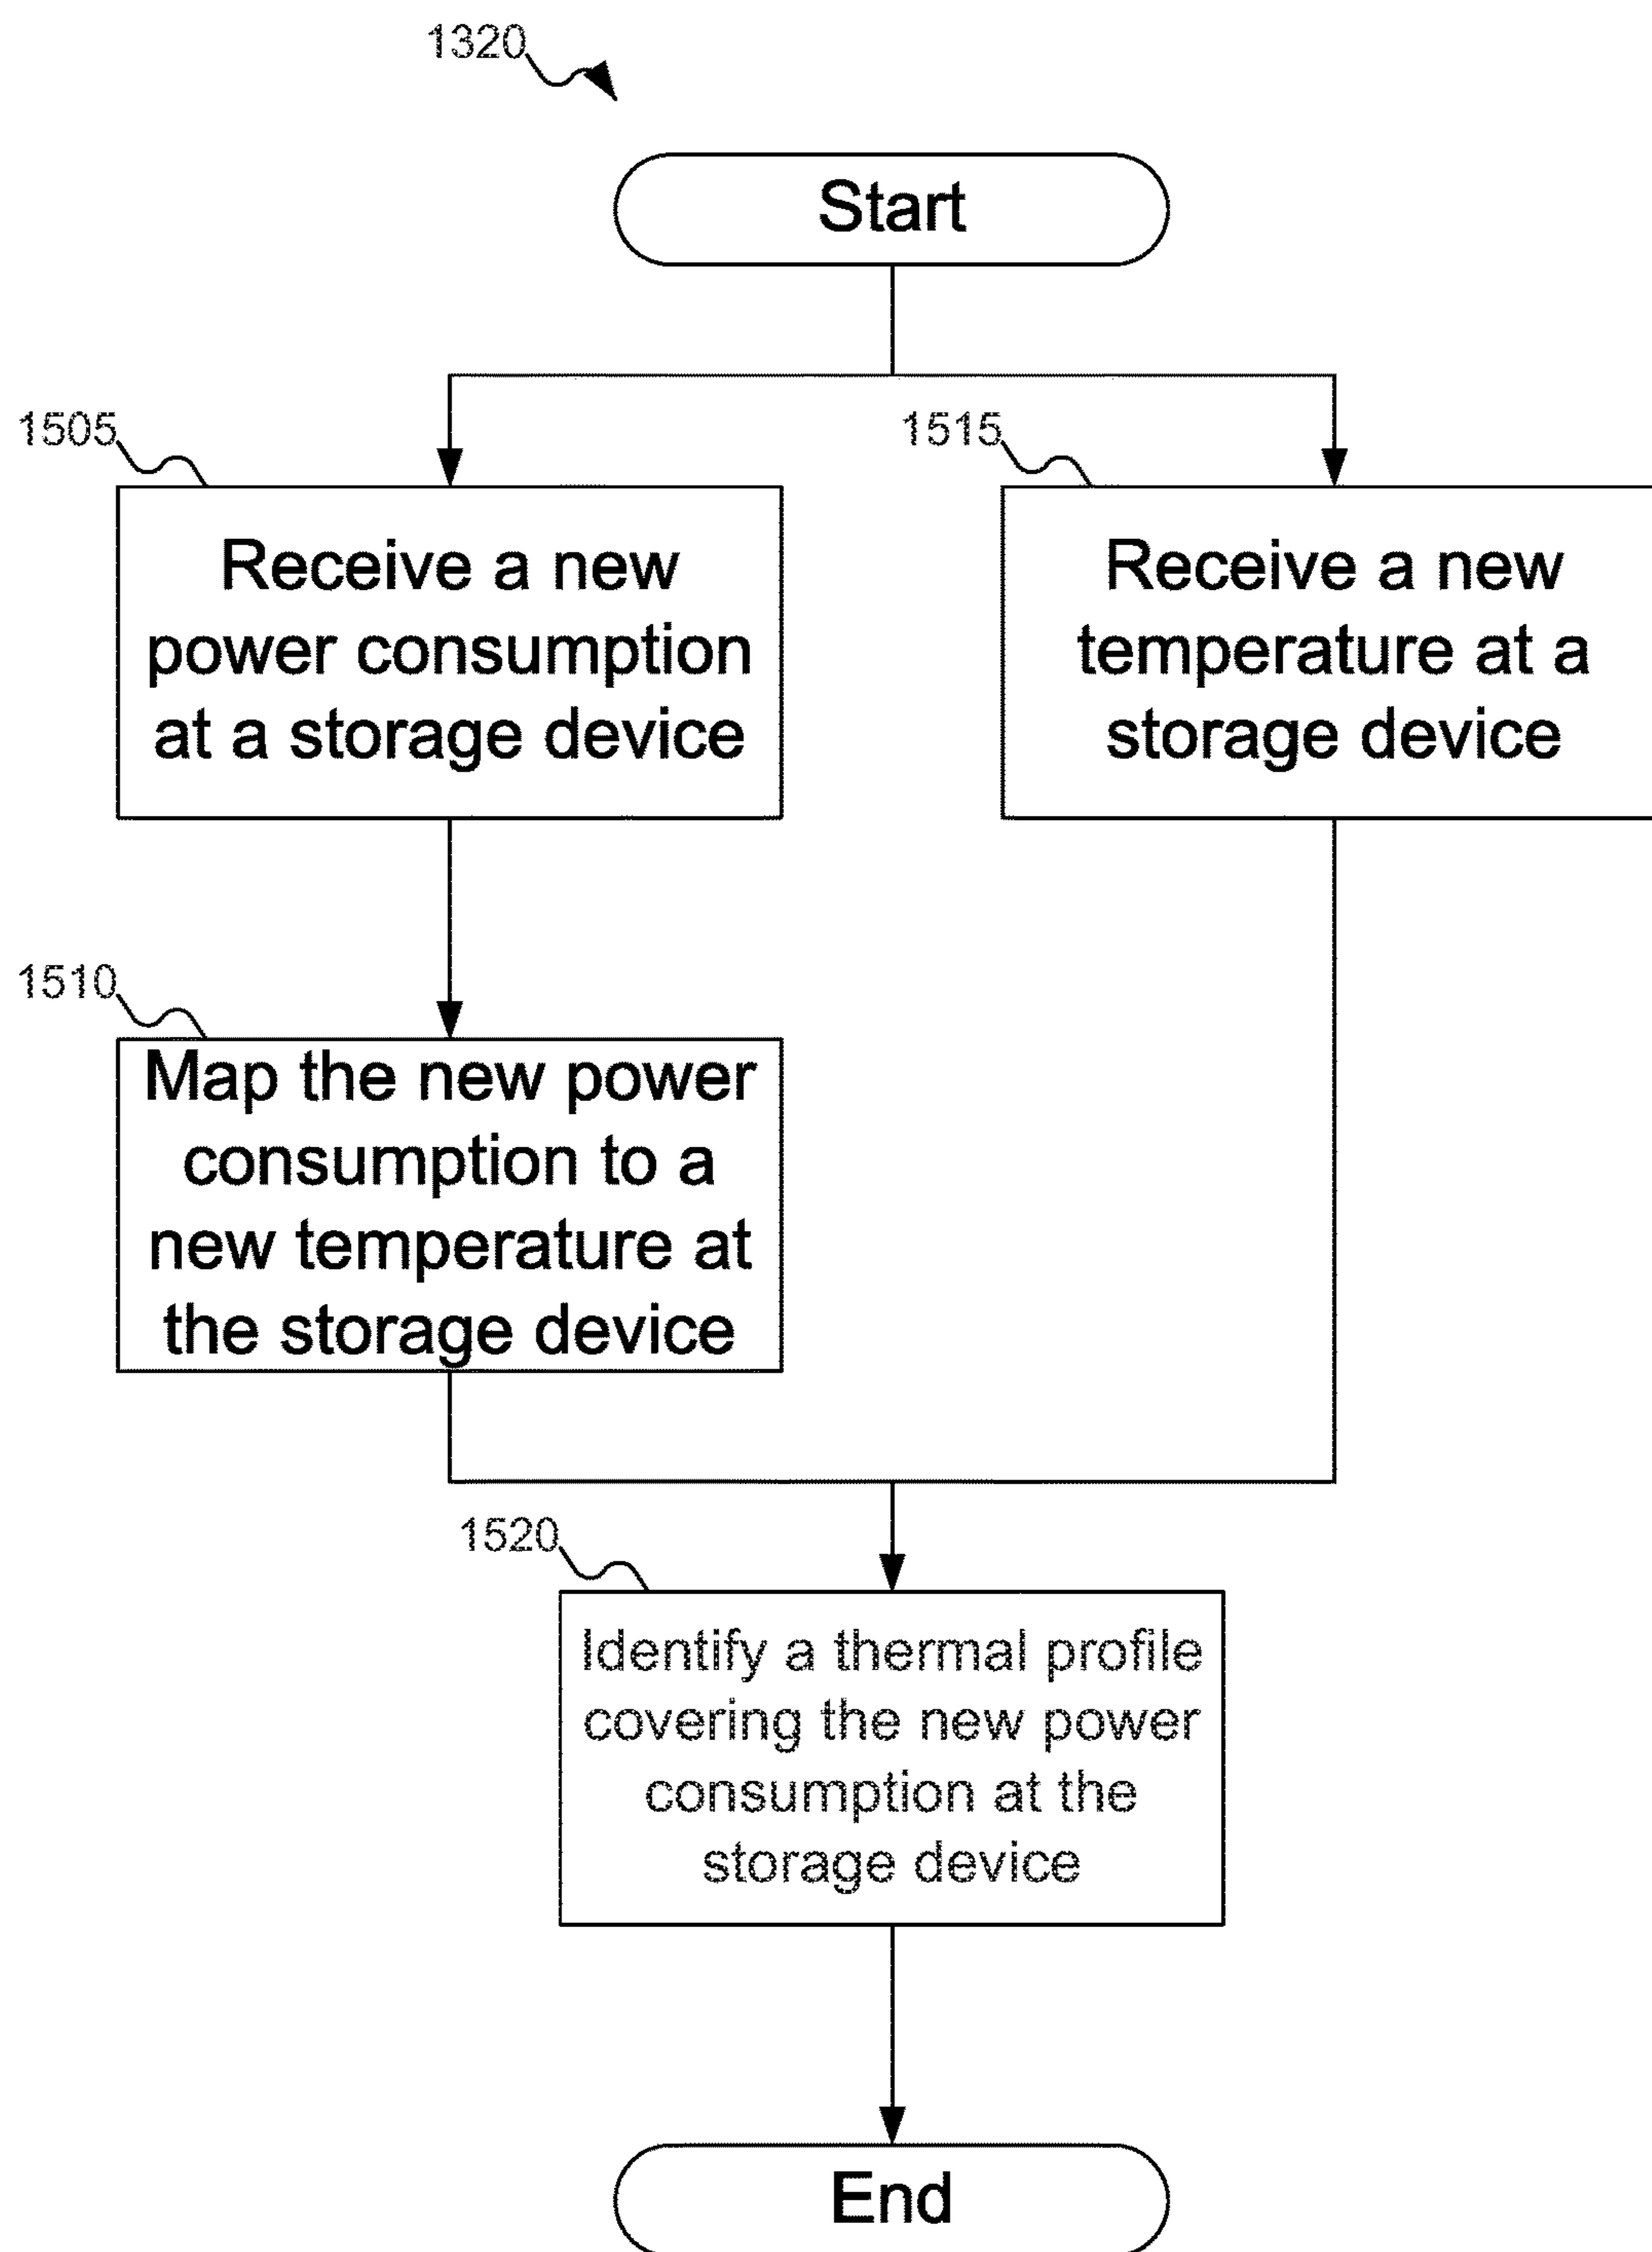 1320
Start
1505
Receive a new
power consumption
at a storage device
1515
Receive a new
temperature at a
storage device
1510
Map the new power
consumption to a
new temperature at
the storage device
1520
Identify a thermal profile
covering the new power
consumption at the
storage device
End